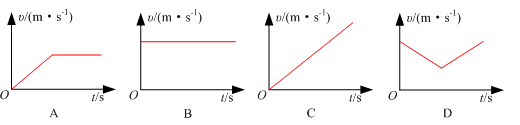 υ/(m·s⁻¹) υ/(m·s⁻¹) υ/(m·s⁻¹) υ/(m·s⁻¹)
O t/s O t/s O t/s O t/s
A B C D